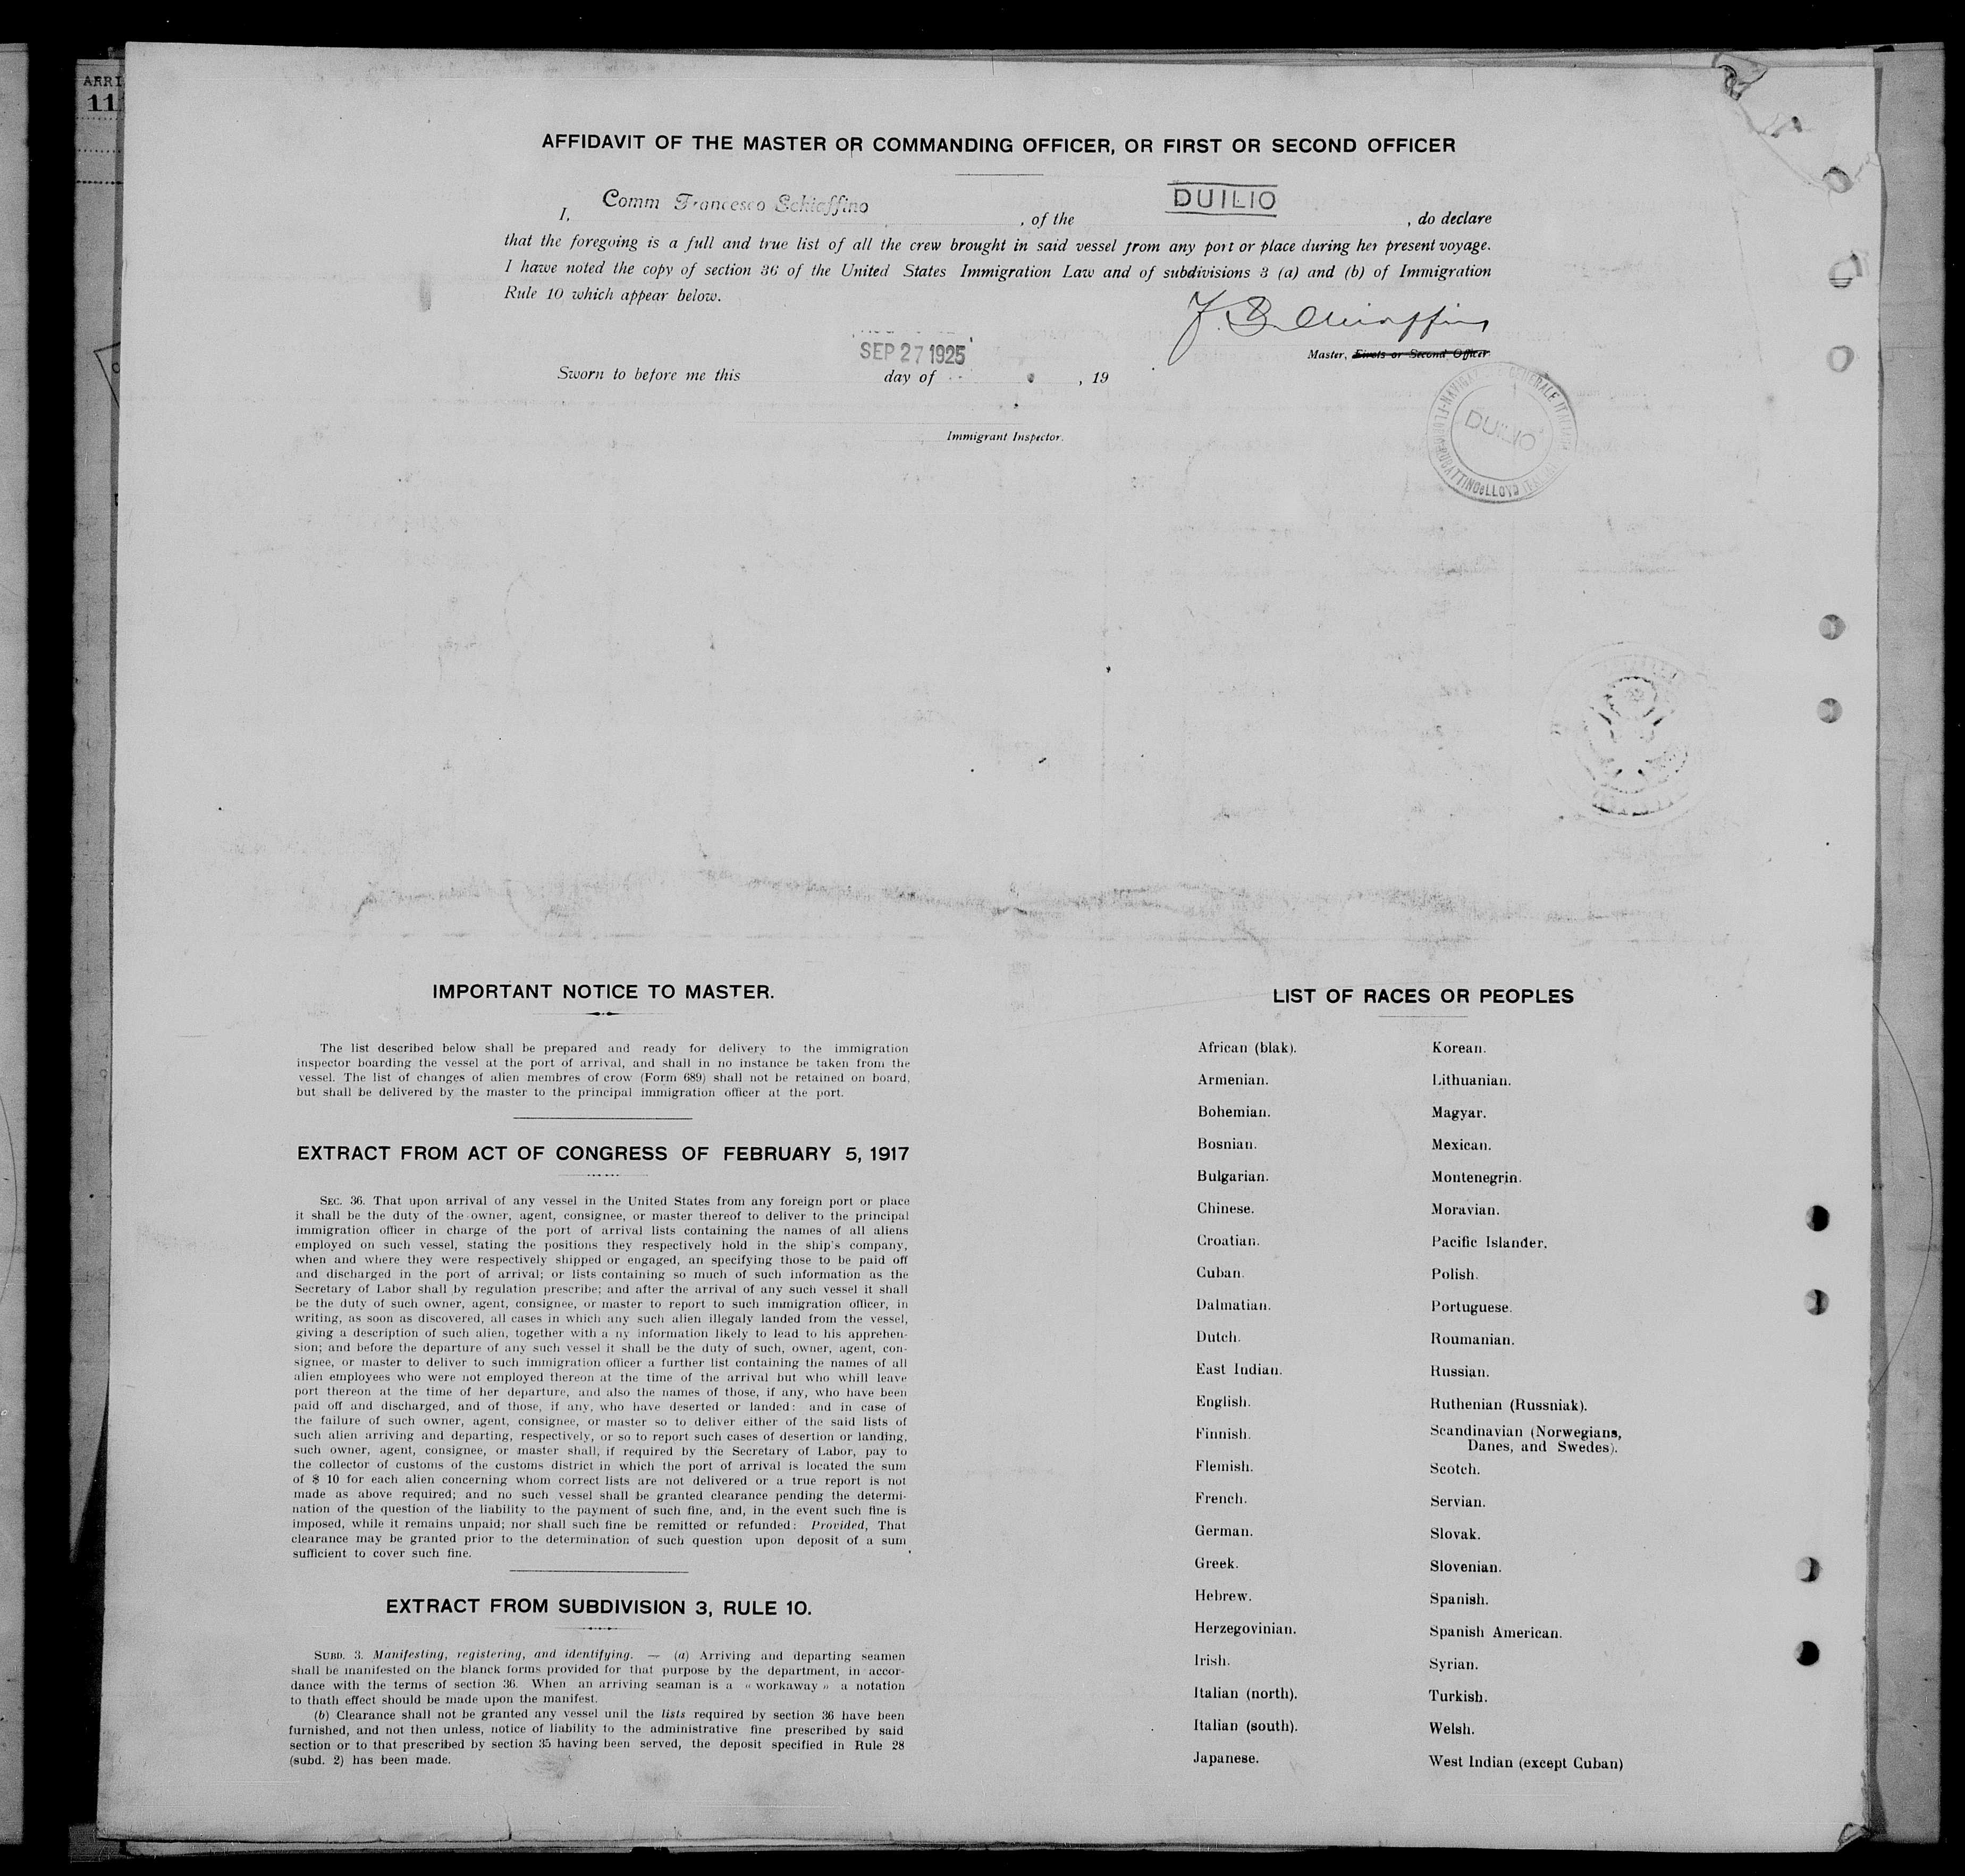 ARRI
11
AFFIDAVIT OF THE MASTER OR COMMANDING OFFICER, OR FIRST OR SECOND OFFICER
I, Comm Francesco Schiaffino, of the DUILIO, do declare
that the foregoing is a full and true list of all the crew brought in said vessel from any port or place during her present voyage.
I hawe noted the copy of section 36 of the United States Immigration Law and of subdivisions 3 (a) and (b) of Immigration
Rule 10 which appear below.
F. Schiaffino
Master, Firsts or Second Officer
SEP 27 1925
Sworn to before me this day of , 19
Immigrant Inspector.
DUILIO
IMPORTANT NOTICE TO MASTER.
The list described below shall be prepared and ready for delivery to the immigration
inspector boarding the vessel at the port of arrival, and shall in no instance be taken from the
vessel. The list of changes of alien membres of crow (Form 689) shall not be retained on board,
but shall be delivered by the master to the principal immigration officer at the port.
EXTRACT FROM ACT OF CONGRESS OF FEBRUARY 5, 1917
SEC. 36. That upon arrival of any vessel in the United States from any foreign port or place
it shall be the duty of the owner, agent, consignee, or master thereof to deliver to the principal
immigration officer in charge of the port of arrival lists containing the names of all aliens
employed on such vessel, stating the positions they respectively hold in the ship's company,
when and where they were respectively shipped or engaged, an specifying those to be paid off
and discharged in the port of arrival; or lists containing so much of such information as the
Secretary of Labor shall by regulation prescribe; and after the arrival of any such vessel it shall
be the duty of such owner, agent, consignee, or master to report to such immigration officer, in
writing, as soon as discovered, all cases in which any such alien illegaly landed from the vessel,
giving a description of such alien, together with a ny information likely to lead to his apprehen-
sion; and before the departure of any such vessel it shall be the duty of such, owner, agent, con-
signee, or master to deliver to such immigration officer a further list containing the names of all
alien employees who were not employed thereon at the time of the arrival but who whill leave
port thereon at the time of her departure, and also the names of those, if any, who have been
paid off and discharged, and of those, if any, who have deserted or landed: and in case of
the failure of such owner, agent, consignee, or master so to deliver either of the said lists of
such alien arriving and departing, respectively, or so to report such cases of desertion or landing,
such owner, agent, consignee, or master shall, if required by the Secretary of Labor, pay to
the collector of customs of the customs district in which the port of arrival is located the sum
of $ 10 for each alien concerning whom correct lists are not delivered or a true report is not
made as above required; and no such vessel shall be granted clearance pending the determi-
nation of the question of the liability to the payment of such fine, and, in the event such fine is
imposed, while it remains unpaid; nor shall such fine be remitted or refunded: Provided, That
clearance may be granted prior to the determination of such question upon deposit of a sum
sufficient to cover such fine.
EXTRACT FROM SUBDIVISION 3, RULE 10.
SUBD. 3. Manifesting, registering, and identifying. — (a) Arriving and departing seamen
shall be manifested on the blanck forms provided for that purpose by the department, in accor-
dance with the terms of section 36. When an arriving seaman is a « workaway » a notation
to thath effect should be made upon the manifest.
(b) Clearance shall not be granted any vessel unil the lists required by section 36 have been
furnished, and not then unless, notice of liability to the administrative fine prescribed by said
section or to that prescribed by section 35 having been served, the deposit specified in Rule 28
(subd. 2) has been made.
LIST OF RACES OR PEOPLES
African (blak).
Armenian.
Bohemian.
Bosnian.
Bulgarian.
Chinese.
Croatian.
Cuban.
Dalmatian.
Dutch.
East Indian.
English.
Finnish.
Flemish.
French.
German.
Greek.
Hebrew.
Herzegovinian.
Irish.
Italian (north).
Italian (south).
Japanese.
Korean.
Lithuanian.
Magyar.
Mexican.
Montenegrin.
Moravian.
Pacific Islander.
Polish.
Portuguese.
Roumanian.
Russian.
Ruthenian (Russniak).
Scandinavian (Norwegians,
Danes, and Swedes).
Scotch.
Servian.
Slovak.
Slovenian.
Spanish.
Spanish American.
Syrian.
Turkish.
Welsh.
West Indian (except Cuban)